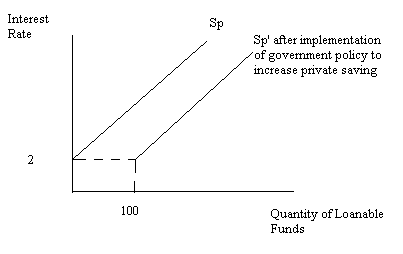 Interest
Rate
Sp
Sp' after implementation
of government policy to
increase private saving
2
100
Quantity of Loanable
Funds